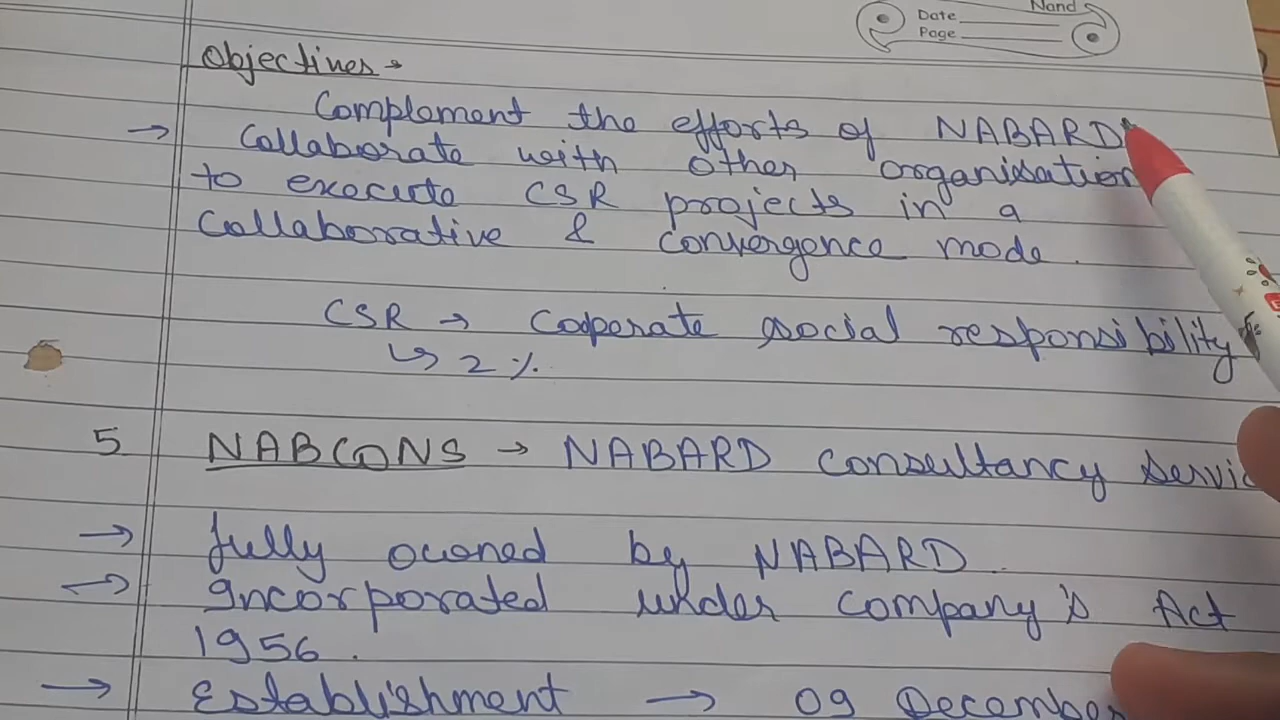 Nand
Date
Page
Objectives →
Complement the efforts of NABARD
→ Collaborate with other organisation
to execute CSR projects in a
Collaborative & convergence mode.
CSR → Cooperate social responsibility
↳ 2 %.
5 NABCONS → NABARD Consultancy
→ fully owned by NABARD.
→ Incorporated under Company's Act
1956.
→ Establishment → 09 December